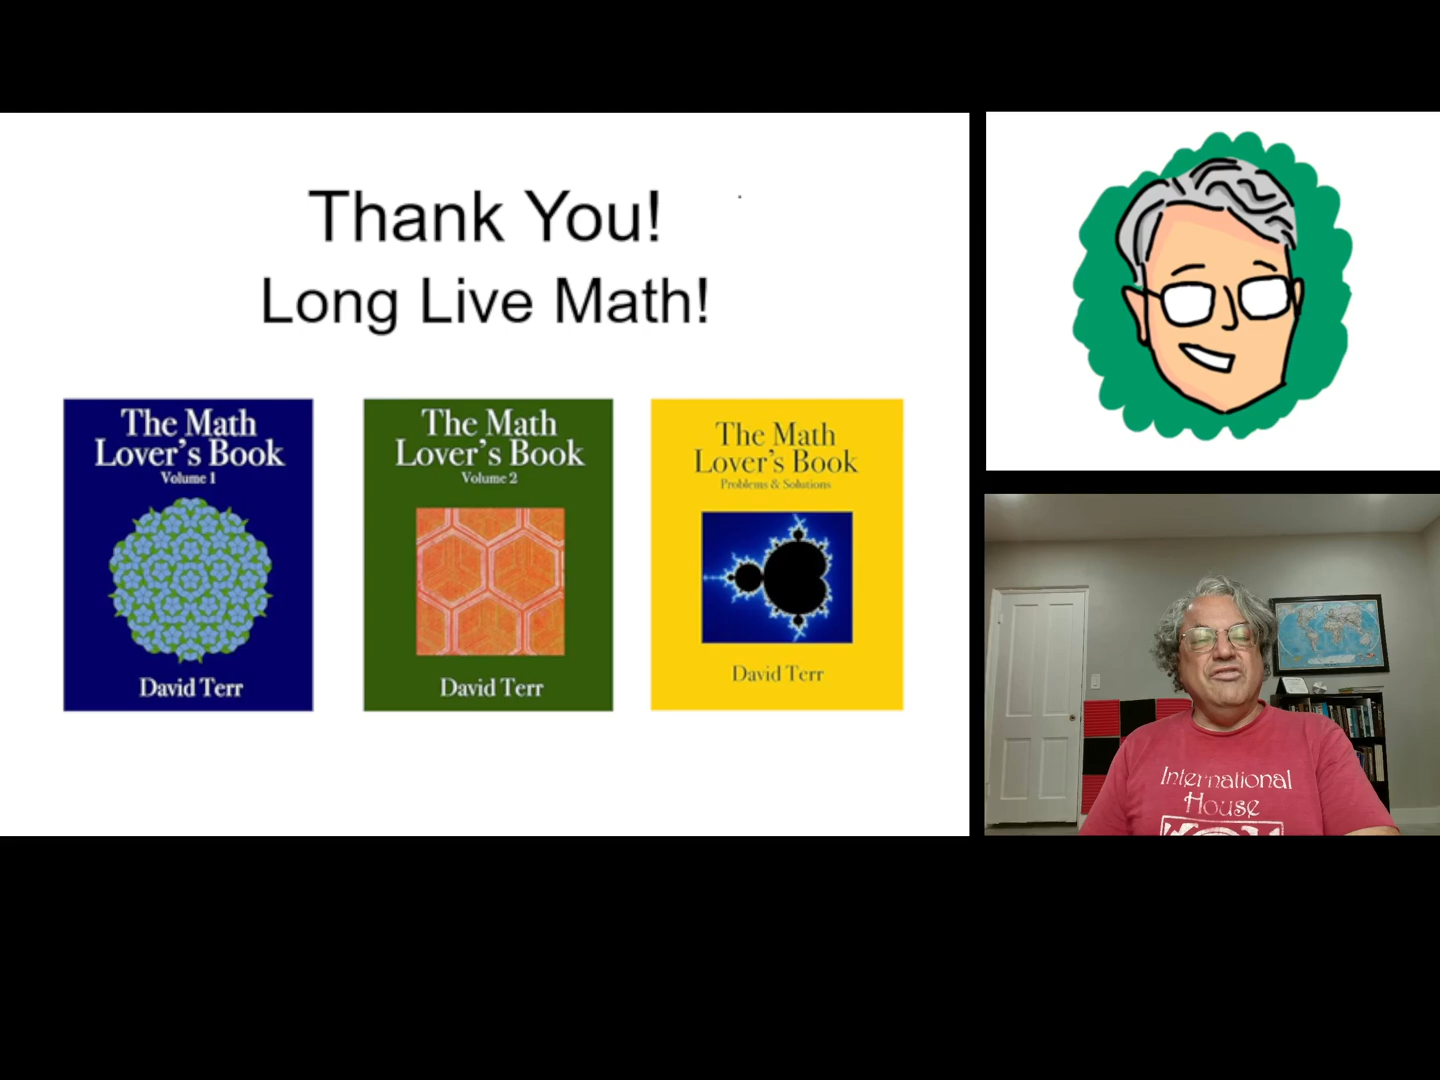 Thank You!
Long Live Math!
The Math
Lover's Book
Volume 1
David Terr
The Math
Lover's Book
Volume 2
David Terr
The Math
Lover's Book
Problems & Solutions
David Terr
International
House